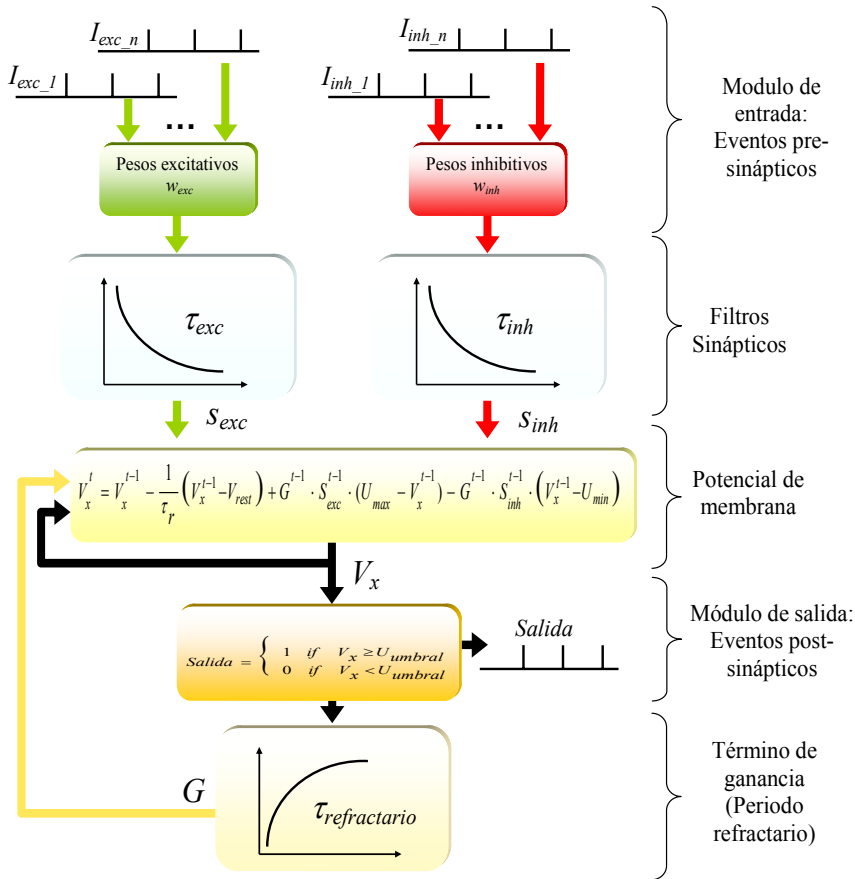 I_exc_n
I_exc_1
...
I_inh_n
I_inh_1
...
Modulo de
entrada:
Eventos pre-
sinápticos
Pesos excitativos
w_exc
Pesos inhibitivos
w_inh
τ_exc
τ_inh
Filtros
Sinápticos
s_exc
s_inh
V_x^t = V_x^{t-1} - 1/τ_r (V_x^{t-1} - V_rest) + G^{t-1} · S_exc^{t-1} · (U_max - V_x^{t-1}) - G^{t-1} · S_inh^{t-1} · (V_x^{t-1} - U_min)
Potencial de
membrana
V_x
Salida = { 1 if V_x ≥ U_umbral
0 if V_x < U_umbral
Salida
Módulo de salida:
Eventos post-
sinápticos
G
τ_refractario
Término de
ganancia
(Periodo
refractario)